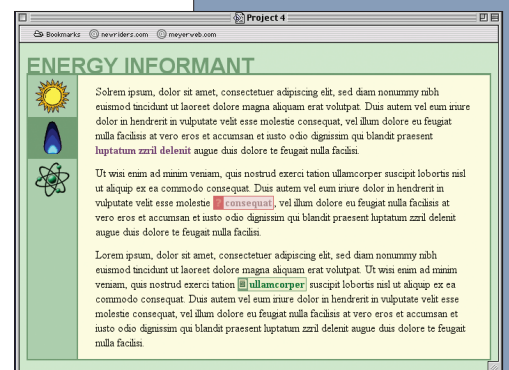 Project 4
Bookmarks newriders.com meyerweb.com
ENERGY INFORMANT
Solrem ipsum, dolor sit amet, consectetuer adipiscing elit, sed diam nonummy nibh
euismod tincidunt ut laoreet dolore magna aliquam erat volutpat. Duis autem vel eum iriure
dolor in hendrerit in vulputate velit esse molestie consequat, vel illum dolore eu feugiat
nulla facilisis at vero eros et accumsan et iusto odio dignissim qui blandit praesent
luptatum zzril delenit augue duis dolore te feugait nulla facilisi.
Ut wisi enim ad minim veniam, quis nostrud exerci tation ullamcorper suscipit lobortis nisl
ut aliquip ex ea commodo consequat. Duis autem vel eum iriure dolor in hendrerit in
vulputate velit esse molestie ? consequat, vel illum dolore eu feugiat nulla facilisis at
vero eros et accumsan et iusto odio dignissim qui blandit praesent luptatum zzril delenit
augue duis dolore te feugait nulla facilisi.
Lorem ipsum, dolor sit amet, consectetuer adipiscing elit, sed diam nonummy nibh
euismod tincidunt ut laoreet dolore magna aliquam erat volutpat. Ut wisi enim ad minim
veniam, quis nostrud exerci tation ullamcorper suscipit lobortis nisl ut aliquip ex ea
commodo consequat. Duis autem vel eum iriure dolor in hendrerit in vulputate velit esse
molestie consequat, vel illum dolore eu feugiat nulla facilisis at vero eros et accumsan et
iusto odio dignissim qui blandit praesent luptatum zzril delenit augue duis dolore te feugait
nulla facilisi.